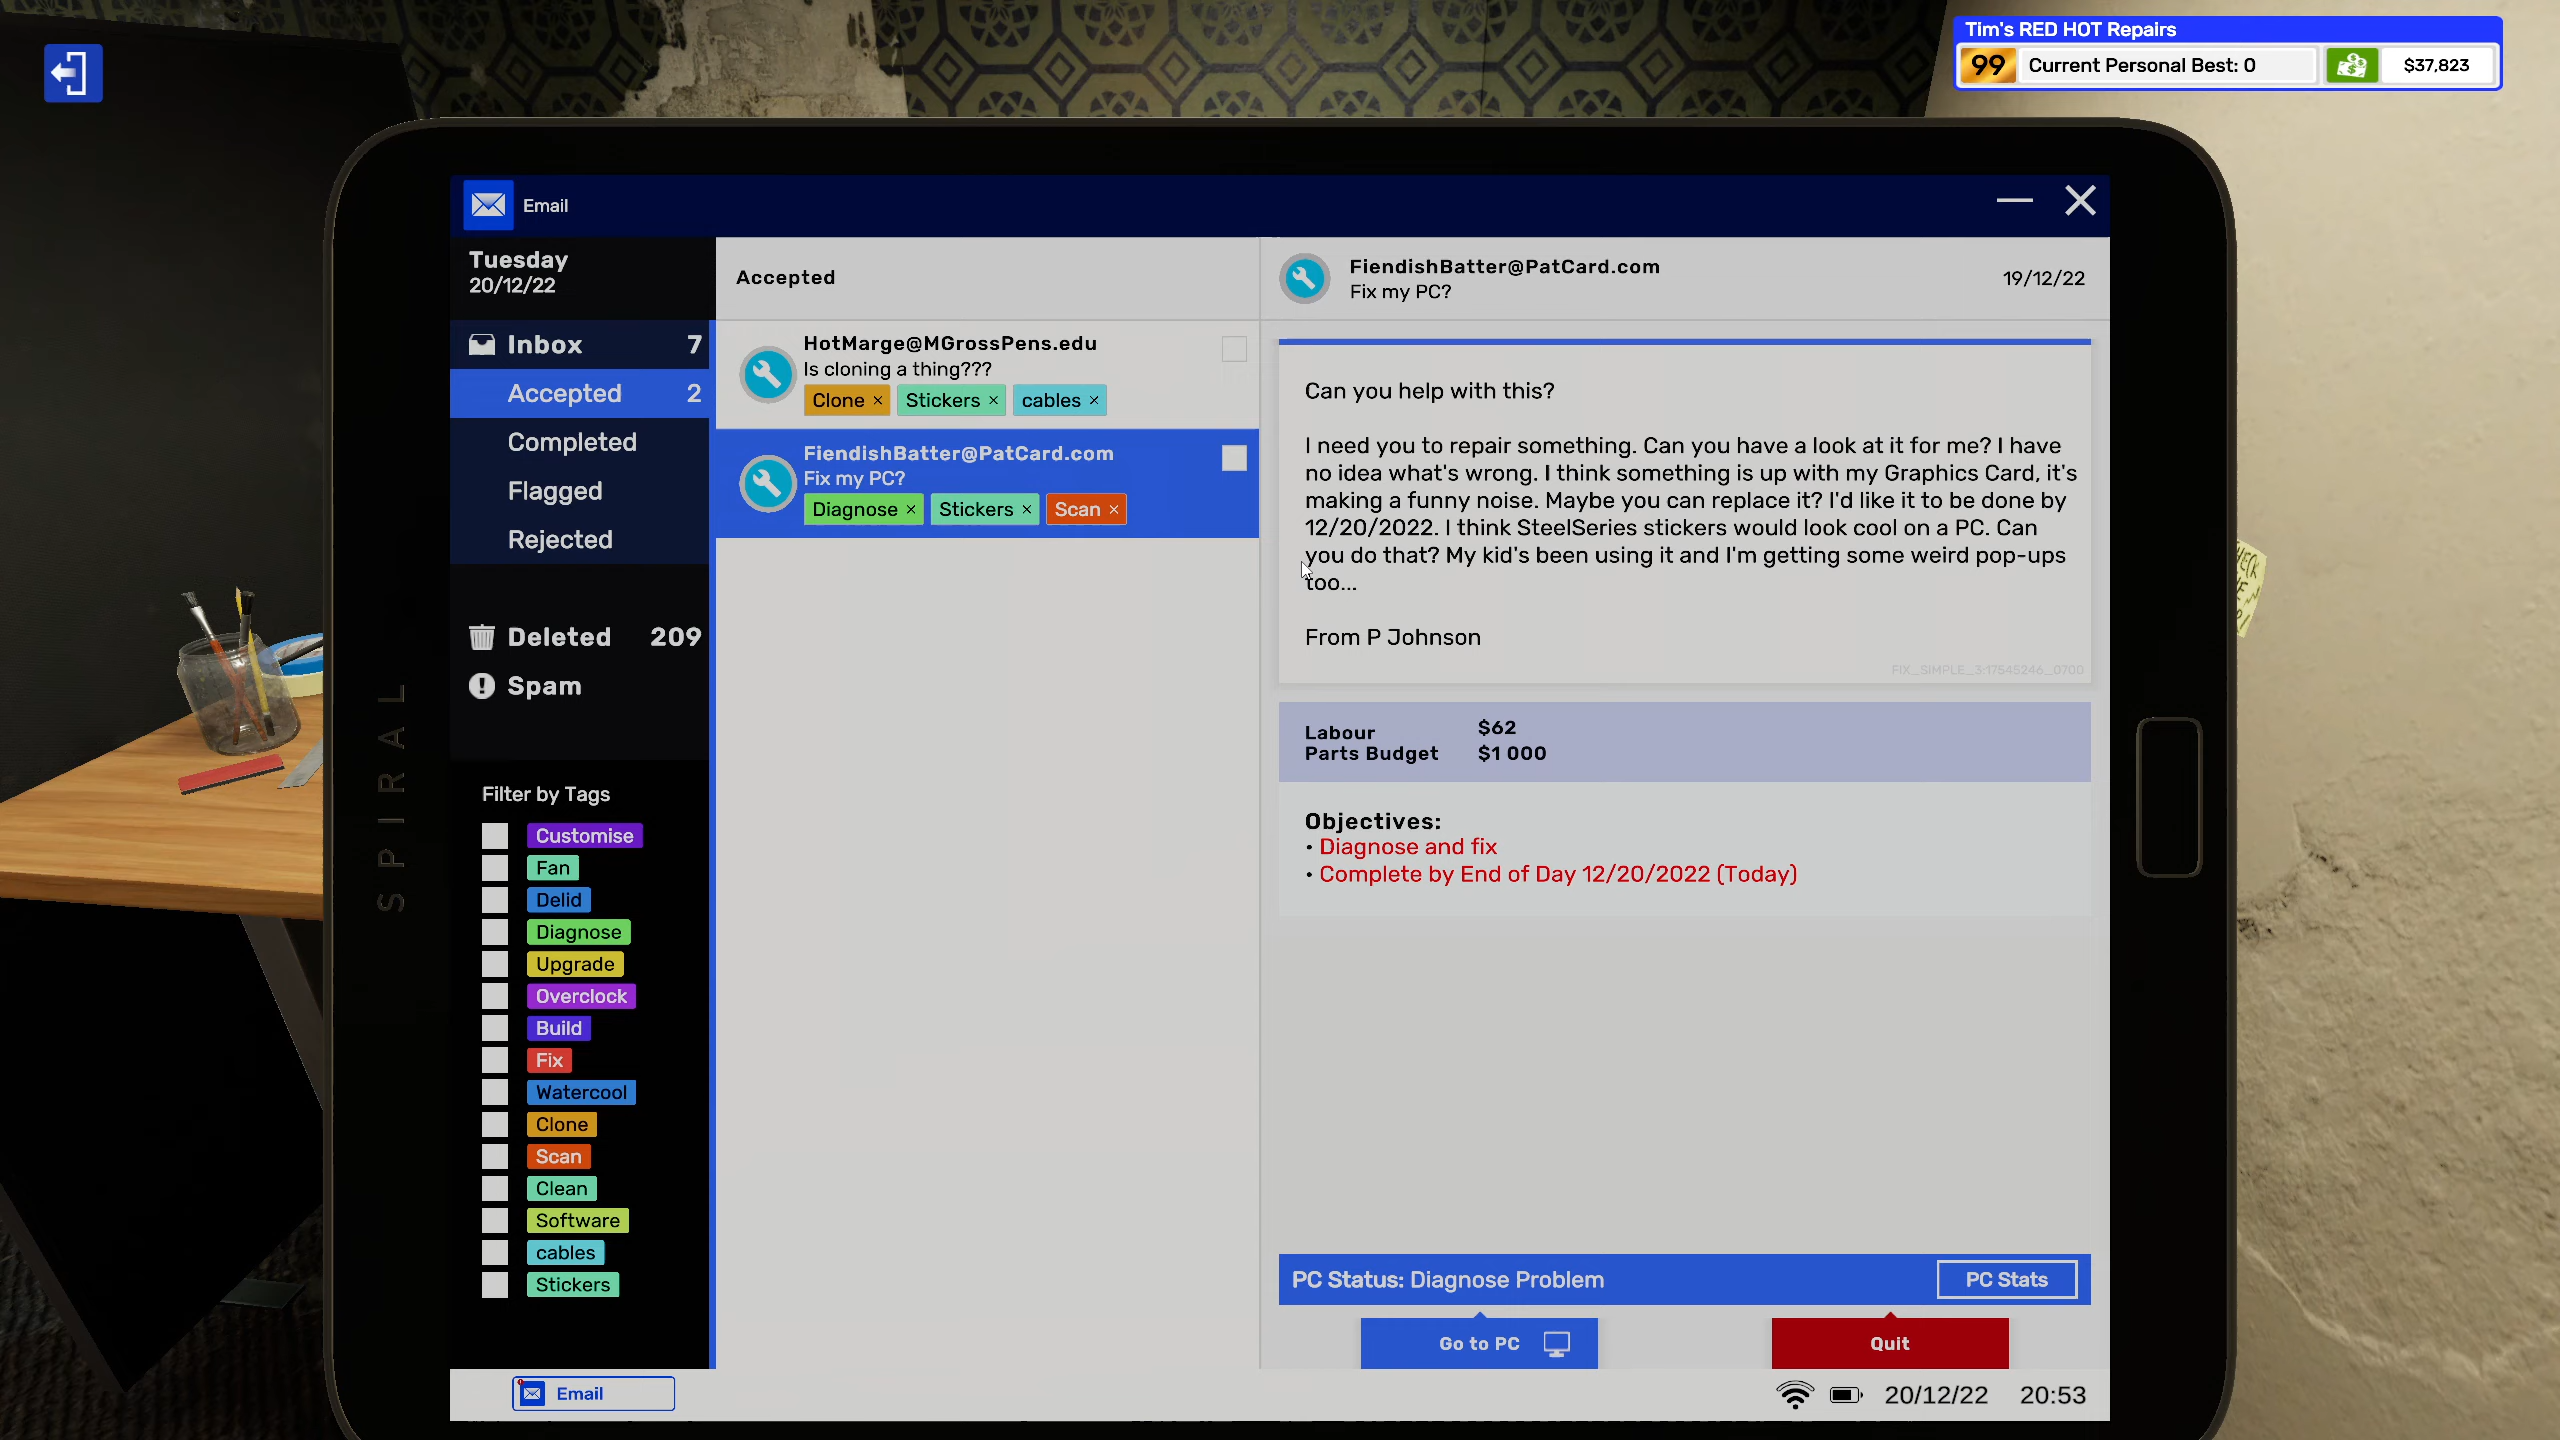 Tim's RED HOT Repairs
99
Current Personal Best: 0
$37,823
Email
Tuesday
20/12/22
Inbox 7
Accepted 2
Completed
Flagged
Rejected
Deleted 209
Spam
Filter by Tags
Customise
Fan
Delid
Diagnose
Upgrade
Overclock
Build
Fix
Watercool
Clone
Scan
Clean
Software
cables
Stickers
Accepted
HotMarge@MGrossPens.edu
Is cloning a thing???
Clone × Stickers × cables ×
FiendishBatter@PatCard.com
Fix my PC?
Diagnose × Stickers × Scan ×
FiendishBatter@PatCard.com
Fix my PC?
19/12/22
Can you help with this?
I need you to repair something. Can you have a look at it for me? I have
no idea what's wrong. I think something is up with my Graphics Card, it's
making a funny noise. Maybe you can replace it? I'd like it to be done by
12/20/2022. I think SteelSeries stickers would look cool on a PC. Can
you do that? My kid's been using it and I'm getting some weird pop-ups
too...
From P Johnson
FIX_SIMPLE_3:17545246_0700
Labour $62
Parts Budget $1 000
Objectives:
• Diagnose and fix
• Complete by End of Day 12/20/2022 (Today)
PC Status: Diagnose Problem
PC Stats
Go to PC
Quit
Email
20/12/22 20:53
SPIRAL